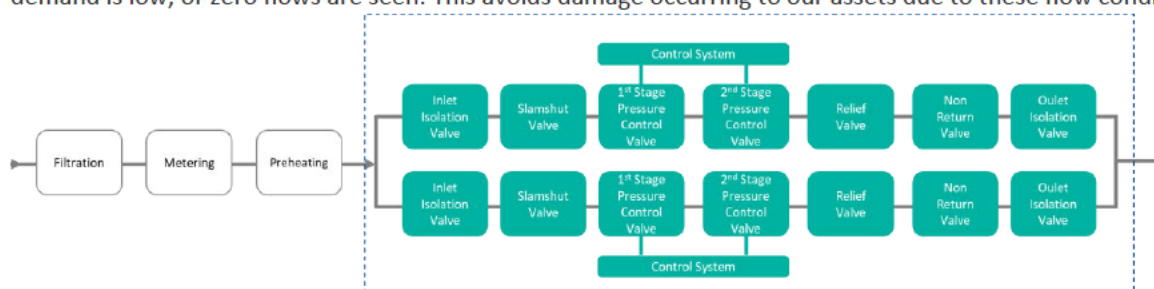 demand is low, or zero flows are seen. This avoids damage occurring to our assets due to these flow
Control System
Inlet
Isolation
Valve
Slamshut
Valve
1st Stage
Pressure
Control
Valve
2nd Stage
Pressure
Control
Valve
Relief
Valve
Non
Return
Valve
Oulet
Isolation
Valve
Filtration
Metering
Preheating
Inlet
Isolation
Valve
Slamshut
Valve
1st Stage
Pressure
Control
Valve
2nd Stage
Pressure
Control
Valve
Relief
Valve
Non
Return
Valve
Oulet
Isolation
Valve
Control System